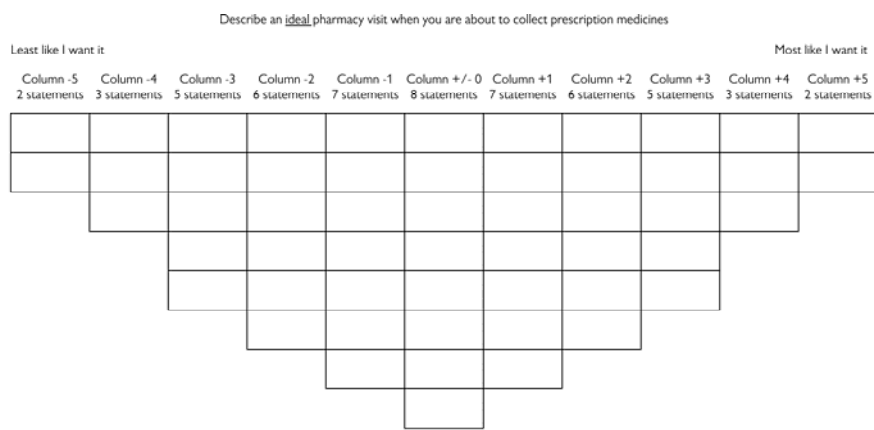 Describe an ideal pharmacy visit when you are about to collect prescription medicines
Least like I want it Most like I want it
Column -5 Column -4 Column -3 Column -2 Column -1 Column +/- 0 Column +1 Column +2 Column +3 Column +4 Column +5
2 statements 3 statements 5 statements 6 statements 7 statements 8 statements 7 statements 6 statements 5 statements 3 statements 2 statements